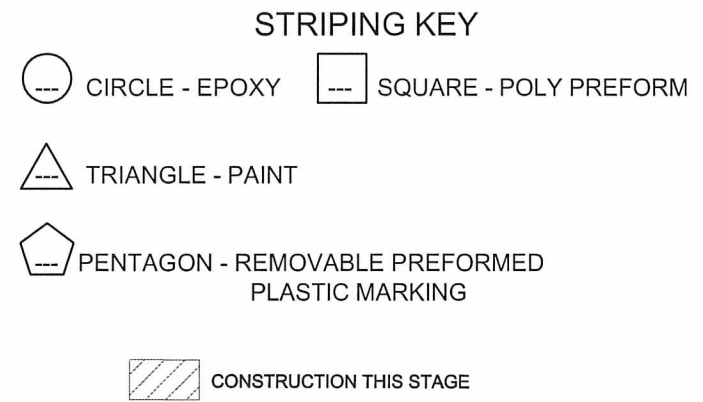 STRIPING KEY
--- CIRCLE - EPOXY --- SQUARE - POLY PREFORM
--- TRIANGLE - PAINT
--- PENTAGON - REMOVABLE PREFORMED
PLASTIC MARKING
CONSTRUCTION THIS STAGE